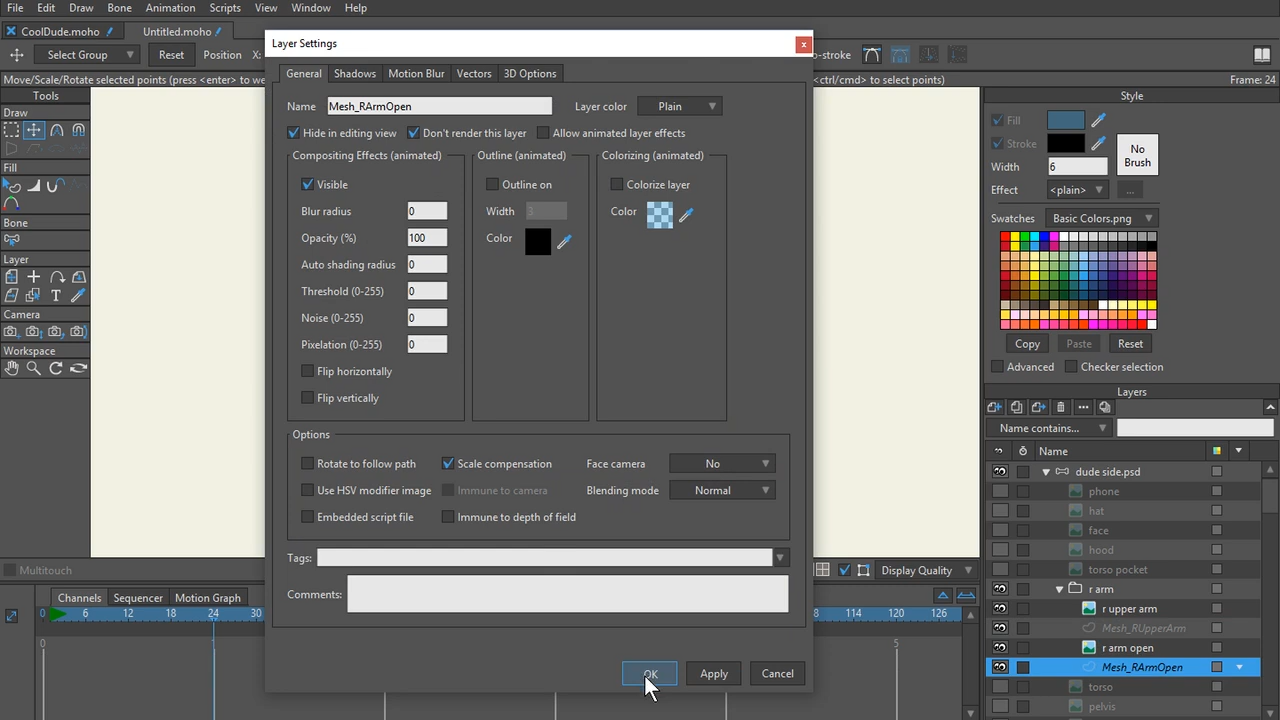 File Edit Draw Bone Animation Scripts View Window Help
CoolDude.moho Untitled.moho
Select Group Reset Position X:
Layer Settings
o-stroke
Move/Scale/Rotate selected points (press <enter> to we
ctrl/cmd> to select points)
Frame: 24
General Shadows Motion Blur Vectors 3D Options
Name Mesh_RArmOpen Layer color Plain
Hide in editing view Don't render this layer Allow animated layer effects
Compositing Effects (animated) Outline (animated) Colorizing (animated)
Visible Outline on Colorize layer
Blur radius 0 Width 3 Color
Opacity (%) 100 Color
Auto shading radius 0
Threshold (0-255) 0
Noise (0-255) 0
Pixelation (0-255) 0
Flip horizontally
Flip vertically
Options
Rotate to follow path Scale compensation Face camera No
Use HSV modifier image Immune to camera Blending mode Normal
Embedded script file Immune to depth of field
Tags:
Comments:
OK Apply Cancel
Tools
Draw
Fill
Bone
Layer
Camera
Workspace
Style
Fill
Stroke
No
Brush
Width 6
Effect <plain> ...
Swatches Basic Colors.png
Copy Paste Reset
Advanced Checker selection
Layers
Name contains...
Name
dude side.psd
phone
hat
face
hood
torso pocket
r arm
r upper arm
Mesh_RUpperArm
r arm open
Mesh_RArmOpen
torso
pelvis
Multitouch
Display Quality
Channels Sequencer Motion Graph
0 6 12 18 24 30
8 114 120 126
0 1 5